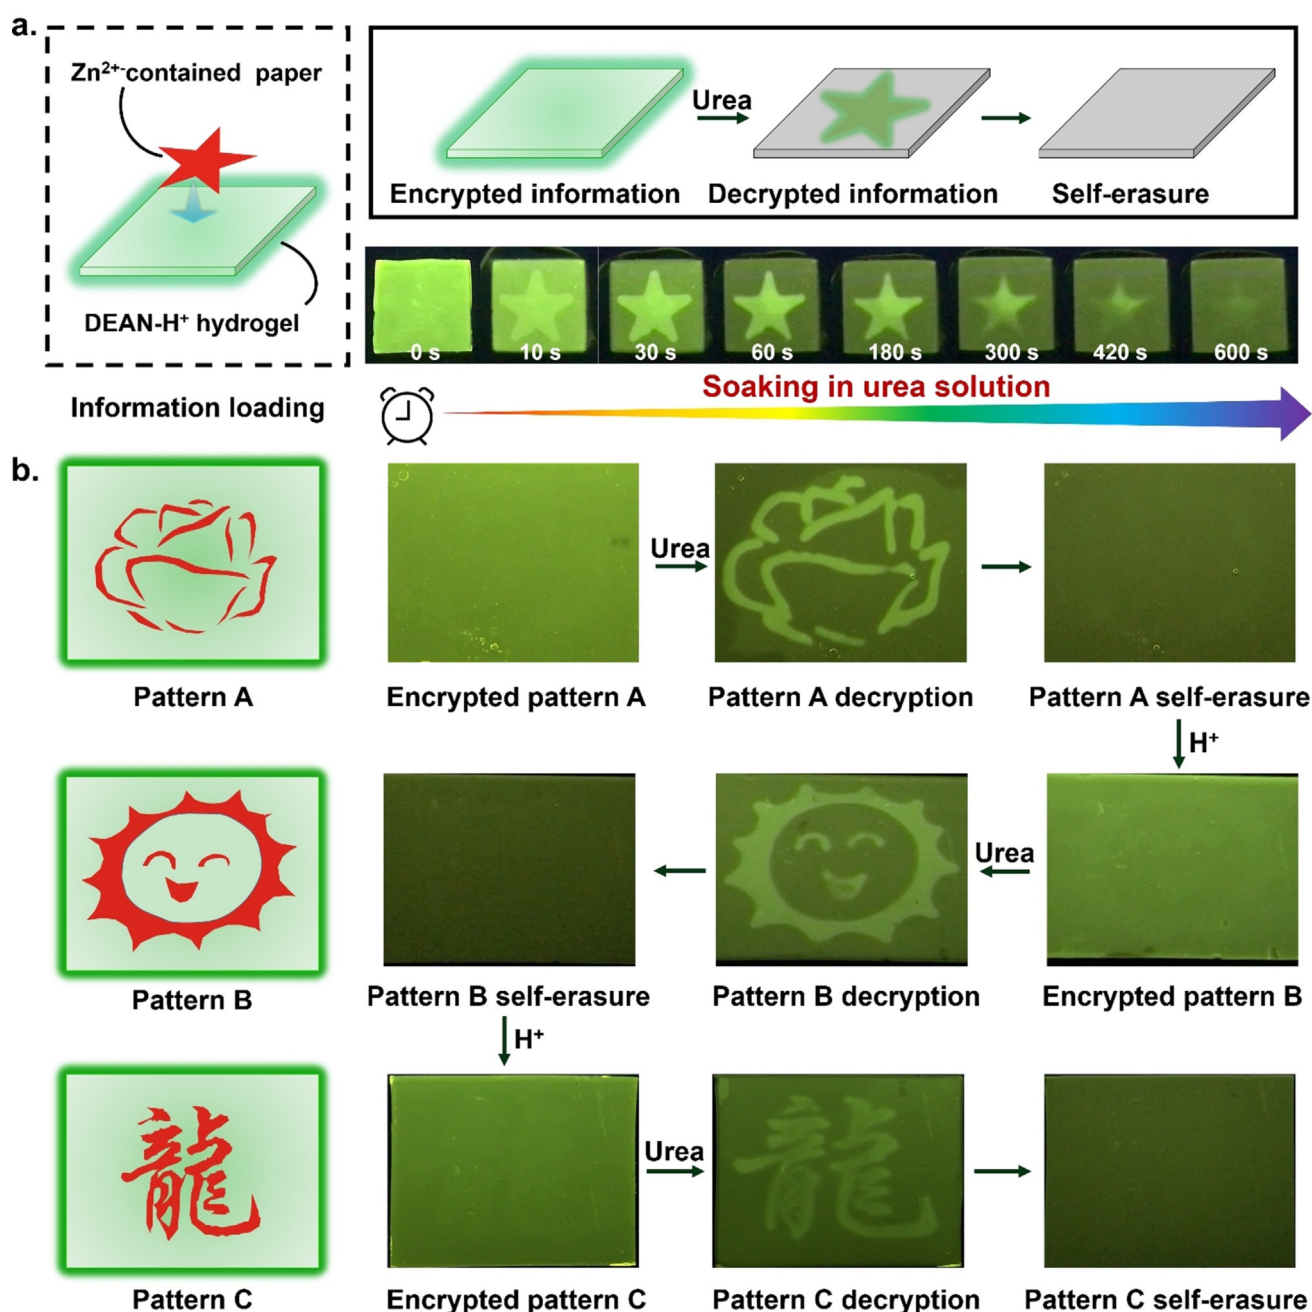 a.
Zn²⁺-contained paper
DEAN-H⁺ hydrogel
Information loading
Urea
Encrypted information
Decrypted information
Self-erasure
0 s
10 s
30 s
60 s
180 s
300 s
420 s
600 s
Soaking in urea solution
b.
Urea
Pattern A
Encrypted pattern A
Pattern A decryption
Pattern A self-erasure
H⁺
Urea
Pattern B
Pattern B self-erasure
Pattern B decryption
Encrypted pattern B
H⁺
龍
Urea
龍
Pattern C
Encrypted pattern C
Pattern C decryption
Pattern C self-erasure